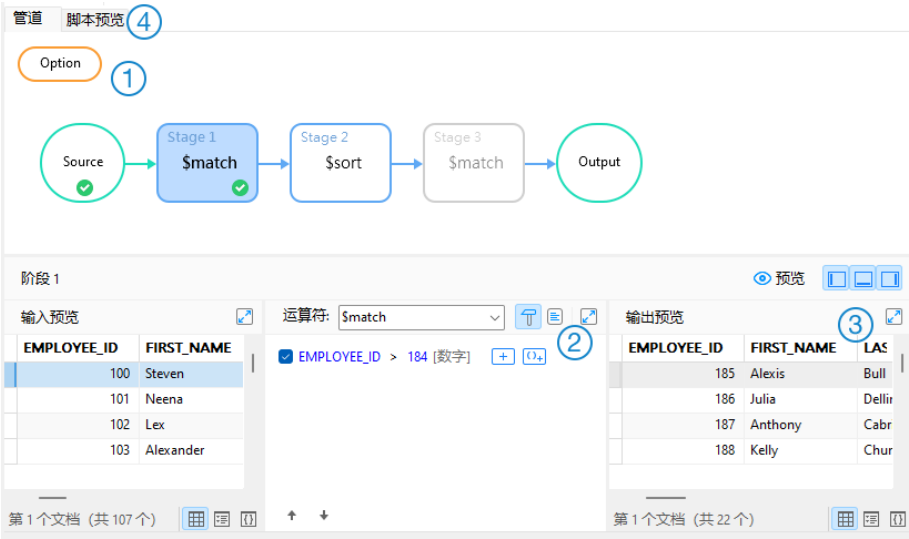 管道 脚本预览 ④
Option
①
Stage 1 Stage 2 Stage 3
Source $match $sort $match Output
阶段 1 预览
输入预览 运算符: $match 输出预览 ③
②
EMPLOYEE_ID FIRST_NAME EMPLOYEE_ID > 184 [数字] EMPLOYEE_ID FIRST_NAME LAS
100 Steven 185 Alexis Bull
101 Neena 186 Julia Dellin
102 Lex 187 Anthony Cabr
103 Alexander 188 Kelly Chur
第 1 个文档（共 107 个） 第 1 个文档（共 22 个）